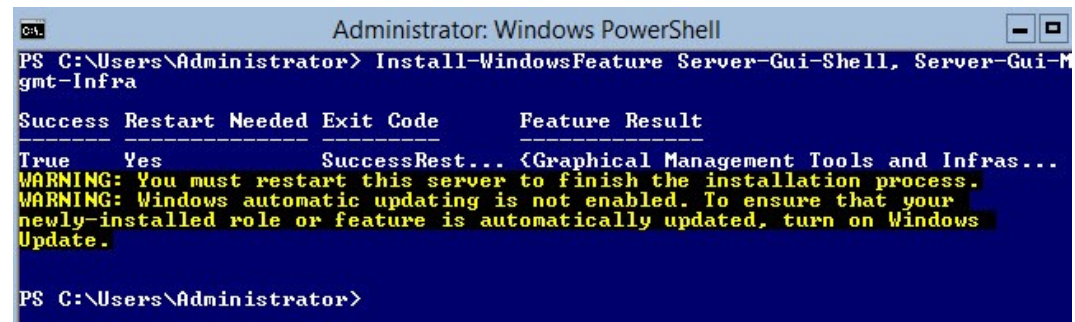 Administrator: Windows PowerShell
PS C:\Users\Administrator> Install-WindowsFeature Server-Gui-Shell, Server-Gui-M
gmt-Infra
Success Restart Needed Exit Code Feature Result
------- -------------- --------- --------------
True Yes SuccessRest... {Graphical Management Tools and Infras...
WARNING: You must restart this server to finish the installation process.
WARNING: Windows automatic updating is not enabled. To ensure that your
newly-installed role or feature is automatically updated, turn on Windows
Update.
PS C:\Users\Administrator>